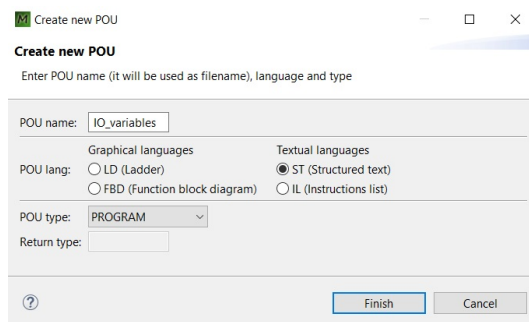 Create new POU
Create new POU
Enter POU name (it will be used as filename), language and type
POU name: IO_variables
Graphical languages Textual languages
POU lang: LD (Ladder) ST (Structured text)
FBD (Function block diagram) IL (Instructions list)
POU type: PROGRAM
Return type:
Finish Cancel